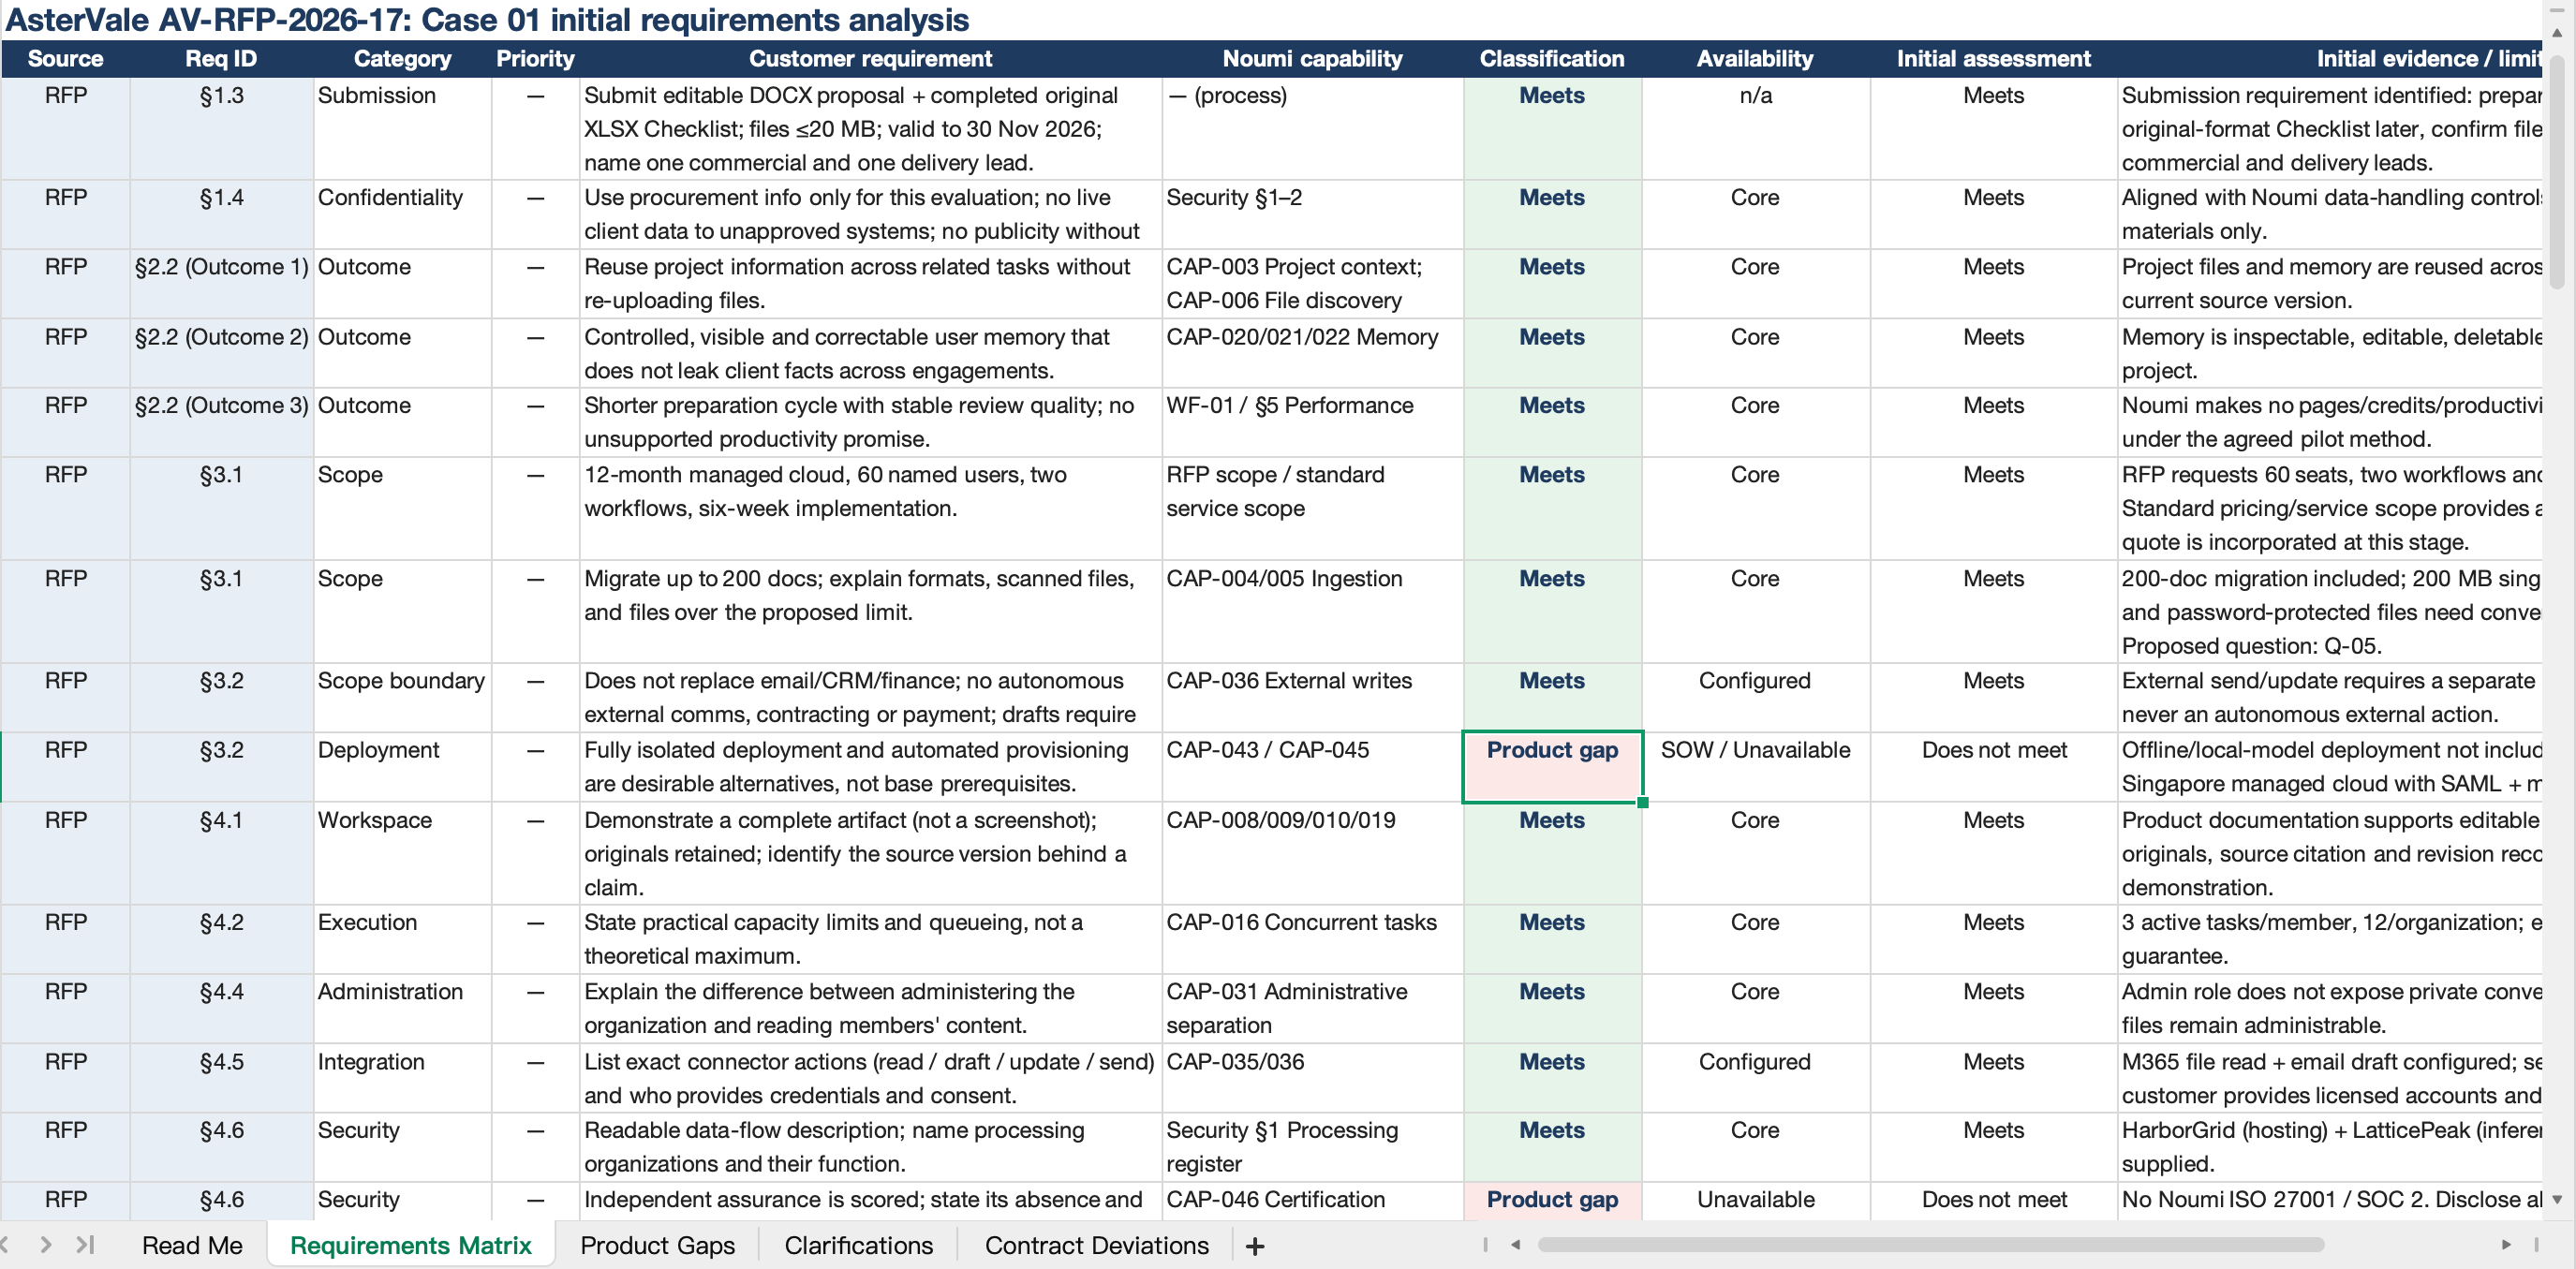 AsterVale AV-RFP-2026-17: Case 01 initial requirements analysis
Source Req ID Category Priority Customer requirement Noumi capability Classification Availability Initial assessment Initial evidence / limit
RFP §1.3 Submission — Submit editable DOCX proposal + completed original — (process) Meets n/a Meets Submission requirement identified: prepar
XLSX Checklist; files ≤20 MB; valid to 30 Nov 2026; original-format Checklist later, confirm file
name one commercial and one delivery lead. commercial and delivery leads.
RFP §1.4 Confidentiality — Use procurement info only for this evaluation; no live Security §1–2 Meets Core Meets Aligned with Noumi data-handling controls
client data to unapproved systems; no publicity without materials only.
RFP §2.2 (Outcome 1) Outcome — Reuse project information across related tasks without CAP-003 Project context; Meets Core Meets Project files and memory are reused acros
re-uploading files. CAP-006 File discovery current source version.
RFP §2.2 (Outcome 2) Outcome — Controlled, visible and correctable user memory that CAP-020/021/022 Memory Meets Core Meets Memory is inspectable, editable, deletable
does not leak client facts across engagements. project.
RFP §2.2 (Outcome 3) Outcome — Shorter preparation cycle with stable review quality; no WF-01 / §5 Performance Meets Core Meets Noumi makes no pages/credits/productivi
unsupported productivity promise. under the agreed pilot method.
RFP §3.1 Scope — 12-month managed cloud, 60 named users, two RFP scope / standard Meets Core Meets RFP requests 60 seats, two workflows and
workflows, six-week implementation. service scope Standard pricing/service scope provides a
quote is incorporated at this stage.
RFP §3.1 Scope — Migrate up to 200 docs; explain formats, scanned files, CAP-004/005 Ingestion Meets Core Meets 200-doc migration included; 200 MB sing
and files over the proposed limit. and password-protected files need conve
Proposed question: Q-05.
RFP §3.2 Scope boundary — Does not replace email/CRM/finance; no autonomous CAP-036 External writes Meets Configured Meets External send/update requires a separate
external comms, contracting or payment; drafts require never an autonomous external action.
RFP §3.2 Deployment — Fully isolated deployment and automated provisioning CAP-043 / CAP-045 Product gap SOW / Unavailable Does not meet Offline/local-model deployment not includ
are desirable alternatives, not base prerequisites. Singapore managed cloud with SAML + m
RFP §4.1 Workspace — Demonstrate a complete artifact (not a screenshot); CAP-008/009/010/019 Meets Core Meets Product documentation supports editable
originals retained; identify the source version behind a originals, source citation and revision reco
claim. demonstration.
RFP §4.2 Execution — State practical capacity limits and queueing, not a CAP-016 Concurrent tasks Meets Core Meets 3 active tasks/member, 12/organization; e
theoretical maximum. guarantee.
RFP §4.4 Administration — Explain the difference between administering the CAP-031 Administrative Meets Core Meets Admin role does not expose private conve
organization and reading members' content. separation files remain administrable.
RFP §4.5 Integration — List exact connector actions (read / draft / update / send) CAP-035/036 Meets Configured Meets M365 file read + email draft configured; se
and who provides credentials and consent. customer provides licensed accounts and
RFP §4.6 Security — Readable data-flow description; name processing Security §1 Processing Meets Core Meets HarborGrid (hosting) + LatticePeak (infere
organizations and their function. register supplied.
RFP §4.6 Security — Independent assurance is scored; state its absence and CAP-046 Certification Product gap Unavailable Does not meet No Noumi ISO 27001 / SOC 2. Disclose al
Read Me Requirements Matrix Product Gaps Clarifications Contract Deviations +